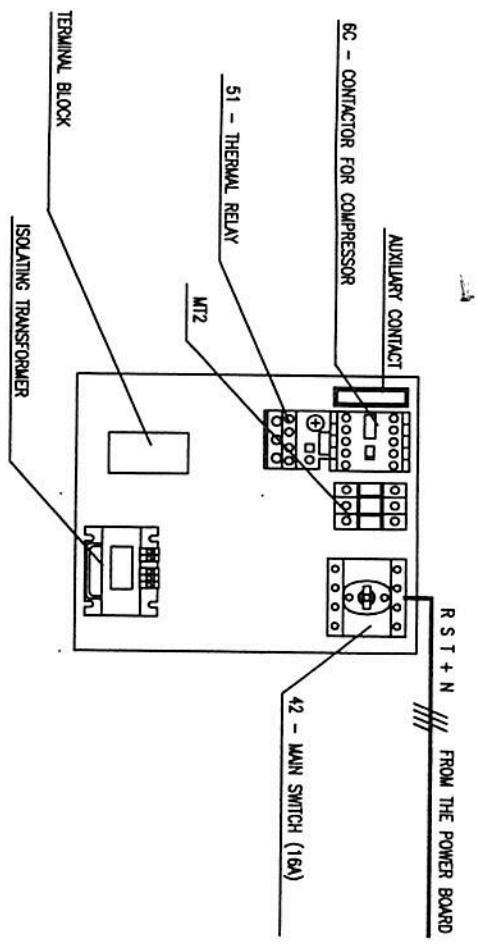 R S T + N
FROM THE POWER BOARD
42 - MAIN SWITCH (16A)
AUXILIARY CONTACT
6C - CONTACTOR FOR COMPRESSOR
MT2
51 - THERMAL RELAY
ISOLATING TRANSFORMER
TERMINAL BLOCK